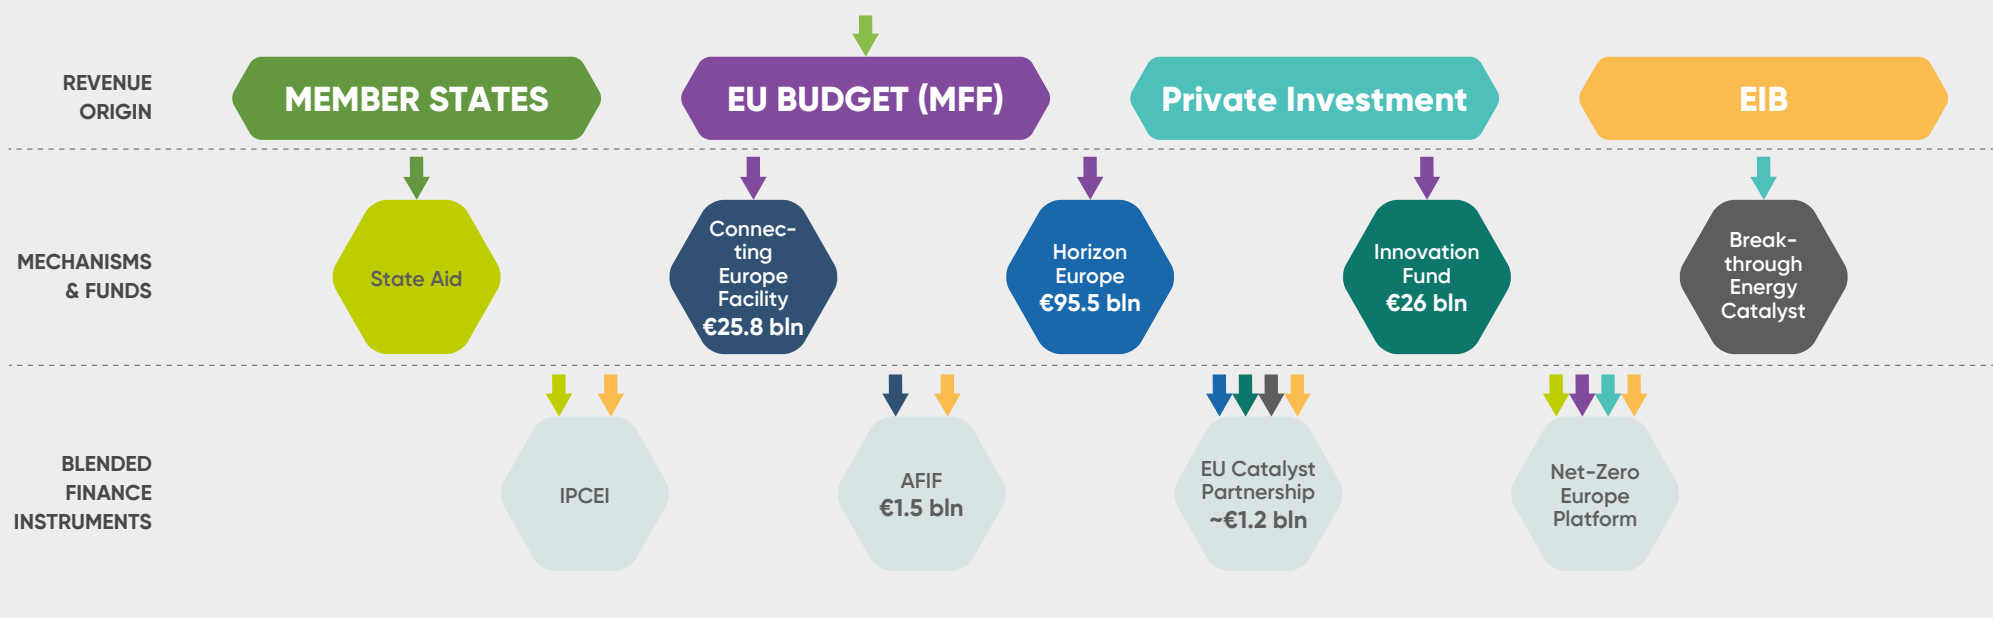 REVENUE
ORIGIN
MEMBER STATES
EU BUDGET (MFF)
Private Investment
EIB
MECHANISMS
& FUNDS
State Aid
Connec-
ting
Europe
Facility
€25.8 bln
Horizon
Europe
€95.5 bln
Innovation
Fund
€26 bln
Break-
through
Energy
Catalyst
BLENDED
FINANCE
INSTRUMENTS
IPCEI
AFIF
€1.5 bln
EU Catalyst
Partnership
~€1.2 bln
Net-Zero
Europe
Platform